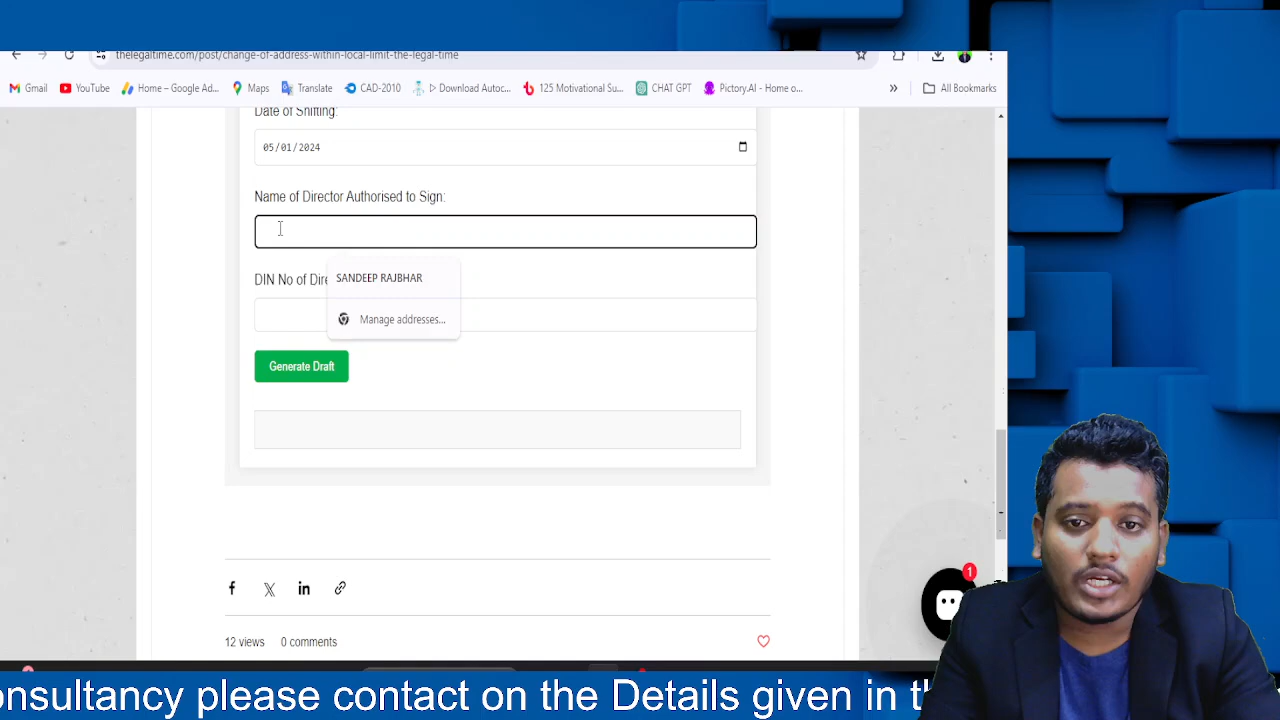 thelegaltime.com/post/change-of-address-within-local-limit-the-legal-time
Gmail YouTube Home – Google Ad... Maps Translate CAD-2010 ▷ Download Autoc... 125 Motivational Su... CHAT GPT Pictory.AI - Home o... » All Bookmarks
Date of Shifting:
05/01/2024
Name of Director Authorised to Sign:
SANDEEP RAJBHAR
DIN No of Dire
Manage addresses...
Generate Draft
12 views 0 comments
1
onsultancy please contact on the Details given in th